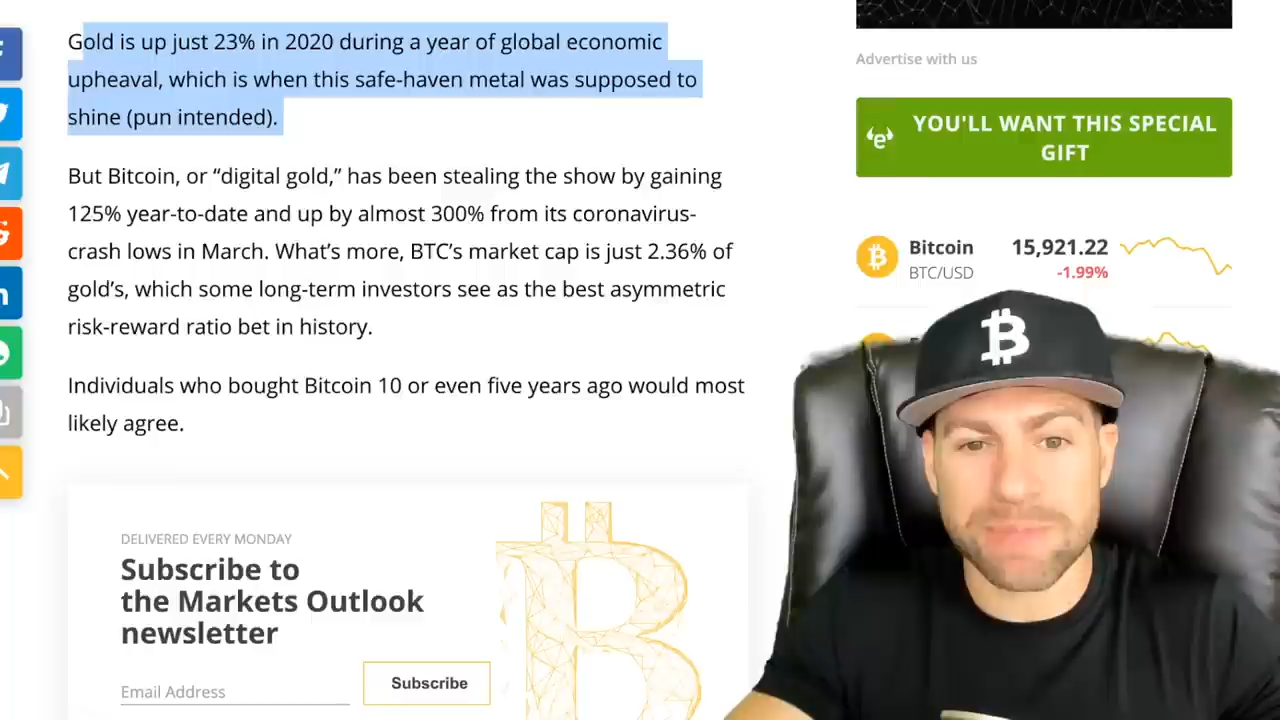 Gold is up just 23% in 2020 during a year of global economic
upheaval, which is when this safe-haven metal was supposed to
shine (pun intended).
But Bitcoin, or “digital gold,” has been stealing the show by gaining
125% year-to-date and up by almost 300% from its coronavirus-
crash lows in March. What’s more, BTC’s market cap is just 2.36% of
gold’s, which some long-term investors see as the best asymmetric
risk-reward ratio bet in history.
Individuals who bought Bitcoin 10 or even five years ago would most
likely agree.
DELIVERED EVERY MONDAY
Subscribe to
the Markets Outlook
newsletter
Email Address
Subscribe
Advertise with us
YOU'LL WANT THIS SPECIAL
GIFT
Bitcoin
15,921.22
BTC/USD
-1.99%